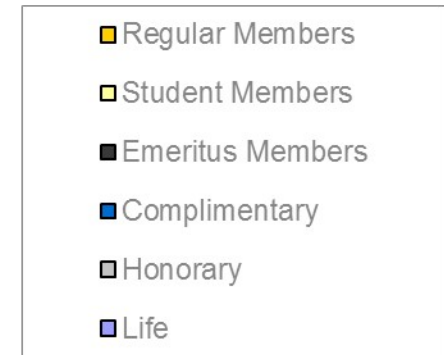 Regular Members
Student Members
Emeritus Members
Complimentary
Honorary
Life